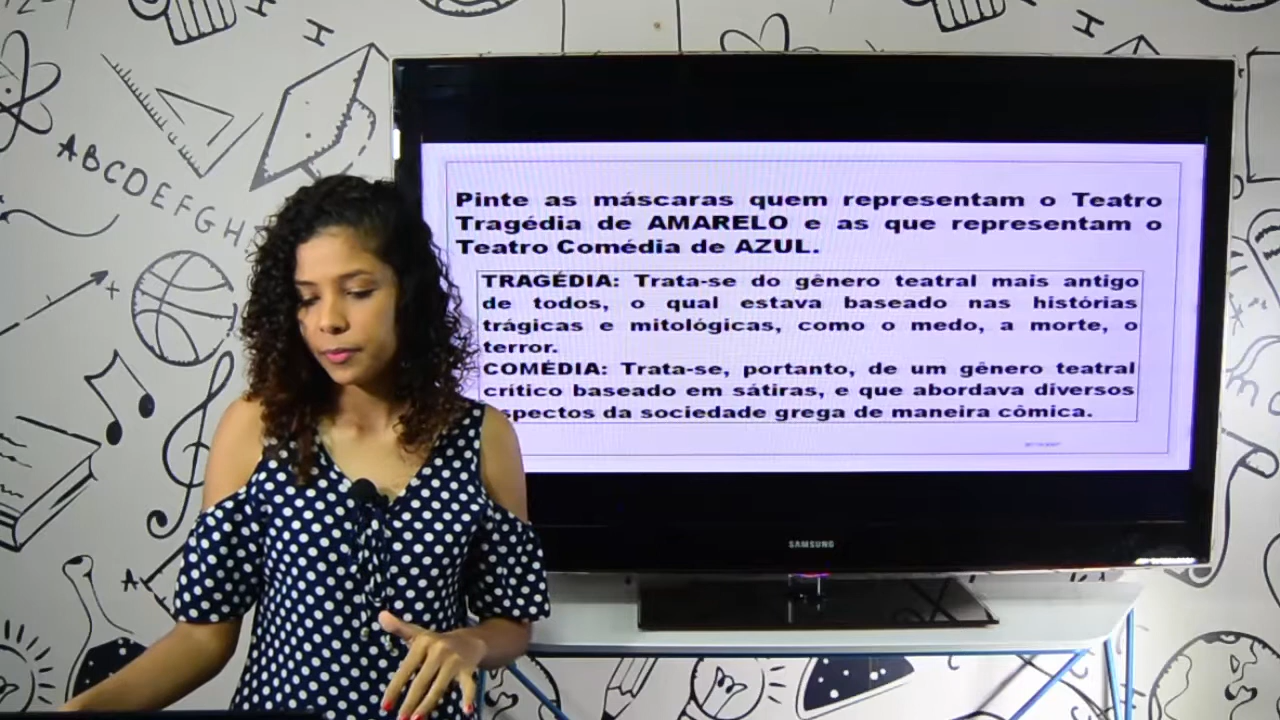 ABCDEFGH
Pinte as máscaras quem representam o Teatro
Tragédia de AMARELO e as que representam o
Teatro Comédia de AZUL.
TRAGÉDIA: Trata-se do gênero teatral mais antigo
de todos, o qual estava baseado nas histórias
trágicas e mitológicas, como o medo, a morte, o
terror.
COMÉDIA: Trata-se, portanto, de um gênero teatral
crítico baseado em sátiras, e que abordava diversos
spectos da sociedade grega de maneira cômica.
SAMSUNG
A